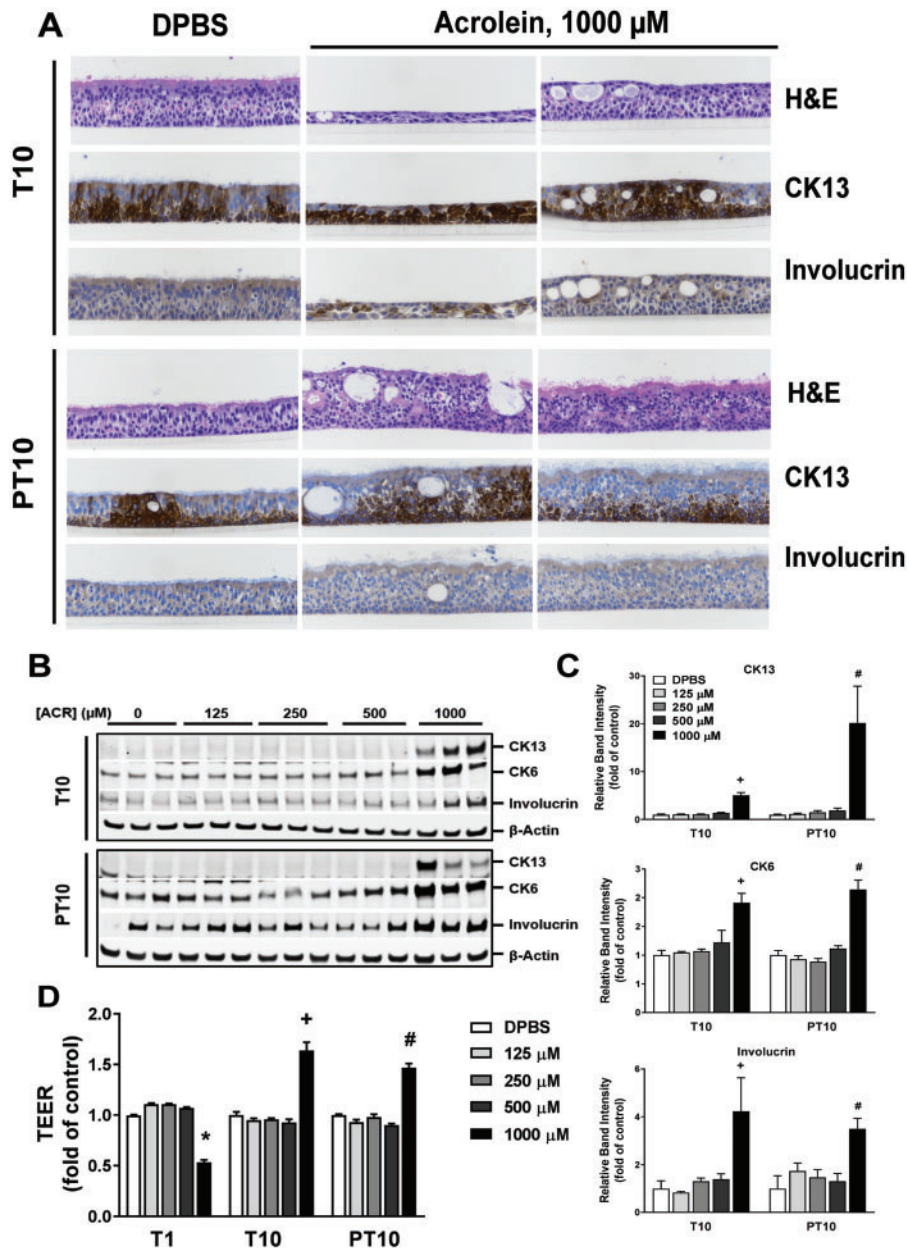 A
DPBS
Acrolein, 1000 µM
T10
H&E
CK13
Involucrin
PT10
H&E
CK13
Involucrin
B
[ACR] (µM) 0 125 250 500 1000
T10
CK13
CK6
Involucrin
β-Actin
PT10
CK13
CK6
Involucrin
β-Actin
C
CK13
Relative Band Intensity
(fold of control)
30
20
10
0
DPBS
125 µM
250 µM
500 µM
1000 µM
+
#
T10 PT10
CK6
Relative Band Intensity
(fold of control)
2
2
1
1
0
+
#
T10 PT10
Involucrin
Relative Band Intensity
(fold of control)
6
4
2
0
+
#
T10 PT10
D
TEER
(fold of control)
2.0
1.5
1.0
0.5
0.0
*
+
#
T1 T10 PT10
DPBS
125 µM
250 µM
500 µM
1000 µM